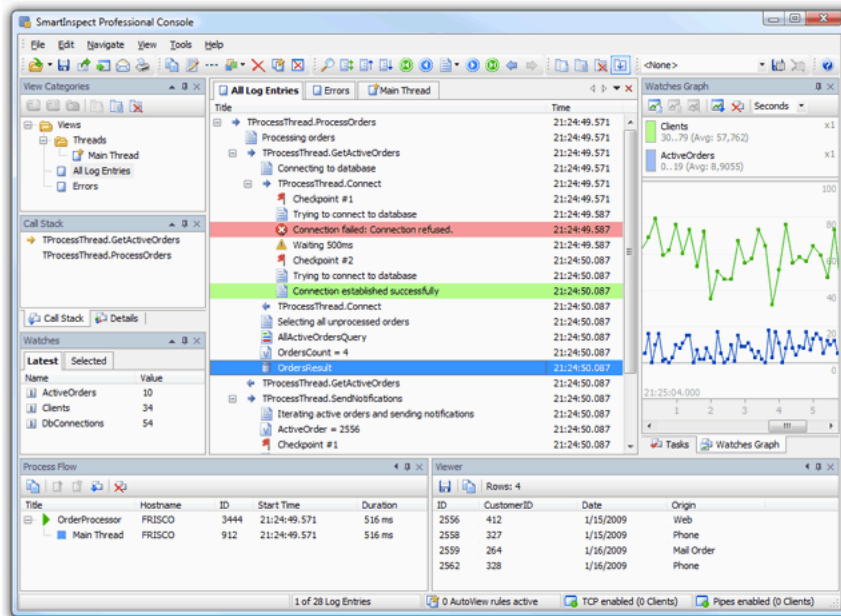 SmartInspect Professional Console
File Edit Navigate View Tools Help
<None>
View Categories
Views
Threads
Main Thread
All Log Entries
Errors
Call Stack
TProcessThread.GetActiveOrders
TProcessThread.ProcessOrders
Call Stack Details
Watches
Latest Selected
Name Value
ActiveOrders 10
Clients 34
DbConnections 54
All Log Entries Errors Main Thread
Title Time
TProcessThread.ProcessOrders 21:24:49.571
Processing orders 21:24:49.571
TProcessThread.GetActiveOrders 21:24:49.571
Connecting to database 21:24:49.571
TProcessThread.Connect 21:24:49.571
Checkpoint #1 21:24:49.571
Trying to connect to database 21:24:49.587
Connection failed: Connection refused. 21:24:49.587
Waiting 500ms 21:24:49.587
Checkpoint #2 21:24:50.087
Trying to connect to database 21:24:50.087
Connection established successfully 21:24:50.087
TProcessThread.Connect 21:24:50.087
Selecting all unprocessed orders 21:24:50.087
AllActiveOrdersQuery 21:24:50.087
OrdersCount = 4 21:24:50.087
OrdersResult 21:24:50.087
TProcessThread.GetActiveOrders 21:24:50.087
TProcessThread.SendNotifications 21:24:50.087
Iterating active orders and sending notifications 21:24:50.087
ActiveOrder = 2556 21:24:50.087
Checkpoint #1 21:24:50.087
Watches Graph
Seconds
Clients x1
30..79 (Avg: 57,762)
ActiveOrders x1
0..19 (Avg: 8,9055)
100
80
60
40
20
0
21:25:04.000
1 2 3 4 5
Tasks Watches Graph
Process Flow
Title Hostname ID Start Time Duration
OrderProcessor FRISCO 3444 21:24:49.571 516 ms
Main Thread FRISCO 912 21:24:49.571 516 ms
Viewer
Rows: 4
ID CustomerID Date Origin
2556 412 1/15/2009 Web
2558 327 1/15/2009 Phone
2559 264 1/16/2009 Mail Order
2562 328 1/16/2009 Phone
1 of 28 Log Entries 0 AutoView rules active TCP enabled (0 Clients) Pipes enabled (0 Clients)